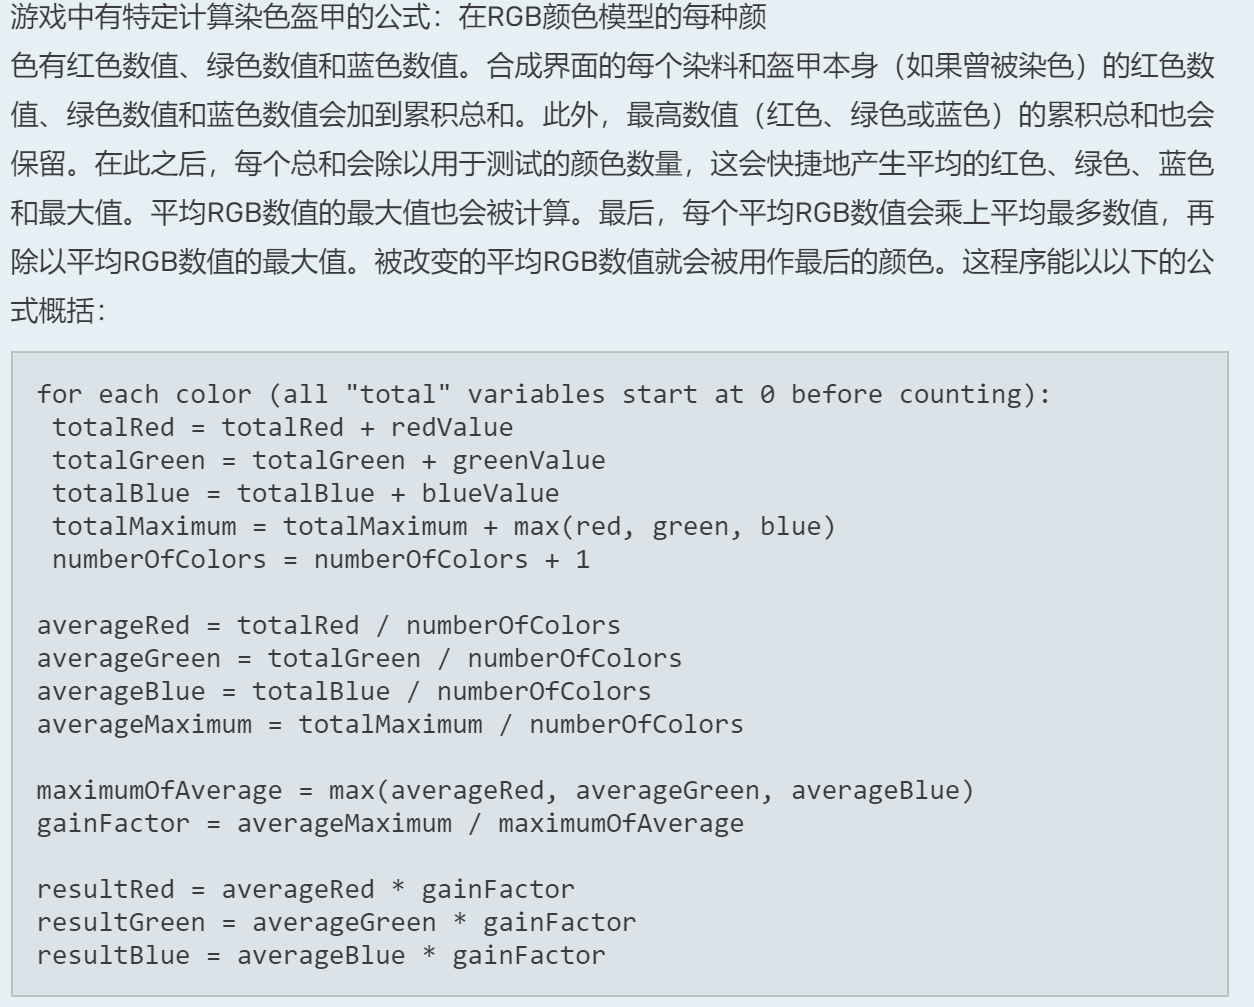 游戏中有特定计算染色盔甲的公式：在RGB颜色模型的每种颜
色有红色数值、绿色数值和蓝色数值。合成界面的每个染料和盔甲本身（如果曾被染色）的红色数
值、绿色数值和蓝色数值会加到累积总和。此外，最高数值（红色、绿色或蓝色）的累积总和也会
保留。在此之后，每个总和会除以用于测试的颜色数量，这会快捷地产生平均的红色、绿色、蓝色
和最大值。平均RGB数值的最大值也会被计算。最后，每个平均RGB数值会乘上平均最多数值，再
除以平均RGB数值的最大值。被改变的平均RGB数值就会被用作最后的颜色。这程序能以以下的公
式概括：
for each color (all "total" variables start at 0 before counting):
totalRed = totalRed + redValue
totalGreen = totalGreen + greenValue
totalBlue = totalBlue + blueValue
totalMaximum = totalMaximum + max(red, green, blue)
numberOfColors = numberOfColors + 1
averageRed = totalRed / numberOfColors
averageGreen = totalGreen / numberOfColors
averageBlue = totalBlue / numberOfColors
averageMaximum = totalMaximum / numberOfColors
maximumOfAverage = max(averageRed, averageGreen, averageBlue)
gainFactor = averageMaximum / maximumOfAverage
resultRed = averageRed * gainFactor
resultGreen = averageGreen * gainFactor
resultBlue = averageBlue * gainFactor